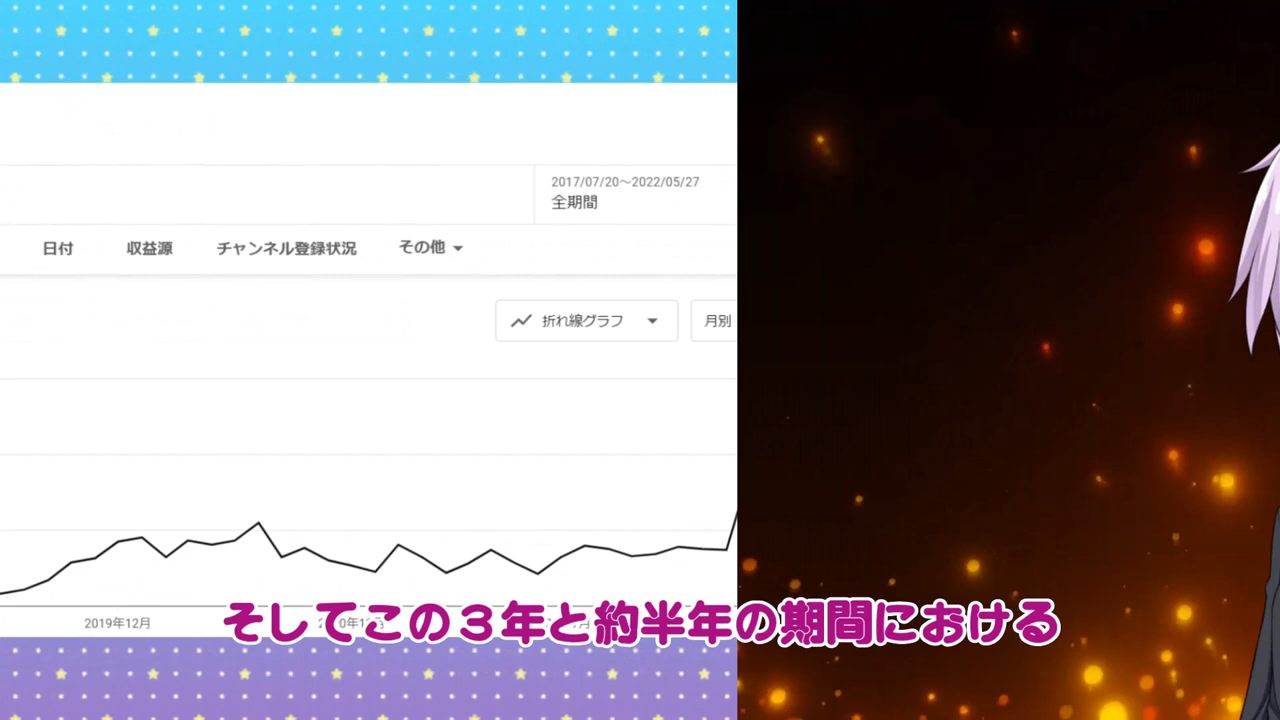 2017/07/20～2022/05/27
全期間
日付 収益源 チャンネル登録状況 その他
折れ線グラフ 月別
2019年12月
そしてこの３年と約半年の期間における